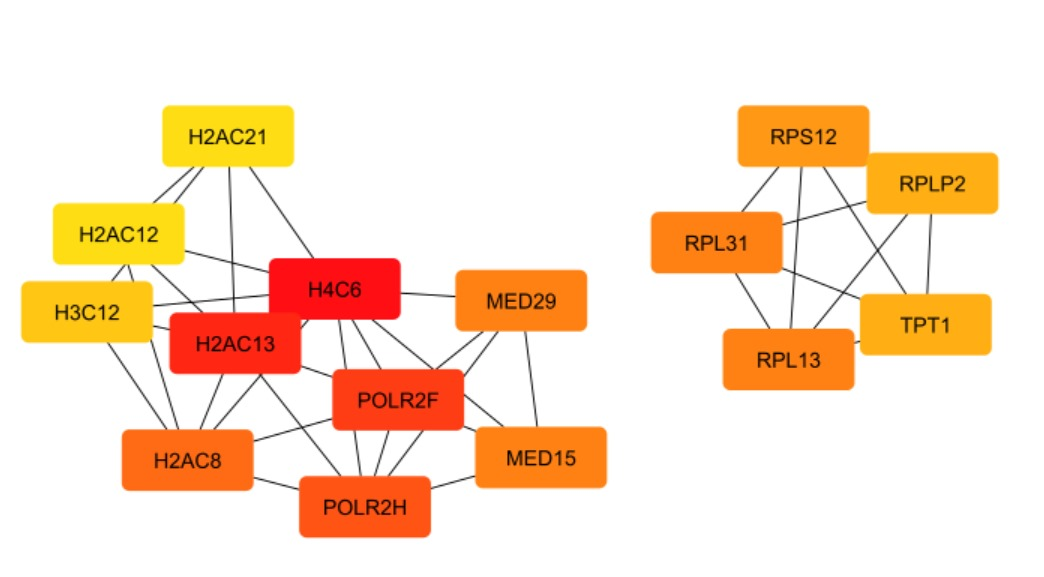 H2AC21
RPS12
RPLP2
H2AC12
RPL31
H4C6
MED29
H3C12
TPT1
H2AC13
RPL13
POLR2F
H2AC8
MED15
POLR2H